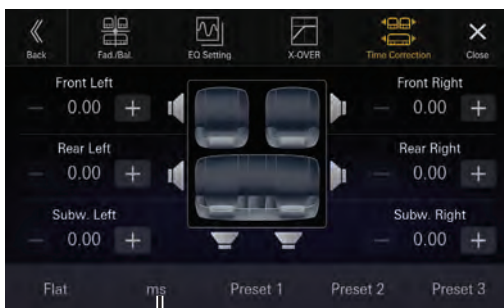 Back Fad./Bal. EQ Setting X-OVER Time Correction Close
Front Left Front Right
— 0.00 + — 0.00 +
Rear Left Rear Right
— 0.00 + — 0.00 +
Subw. Left Subw. Right
— 0.00 + — 0.00 +
Flat ms Preset 1 Preset 2 Preset 3